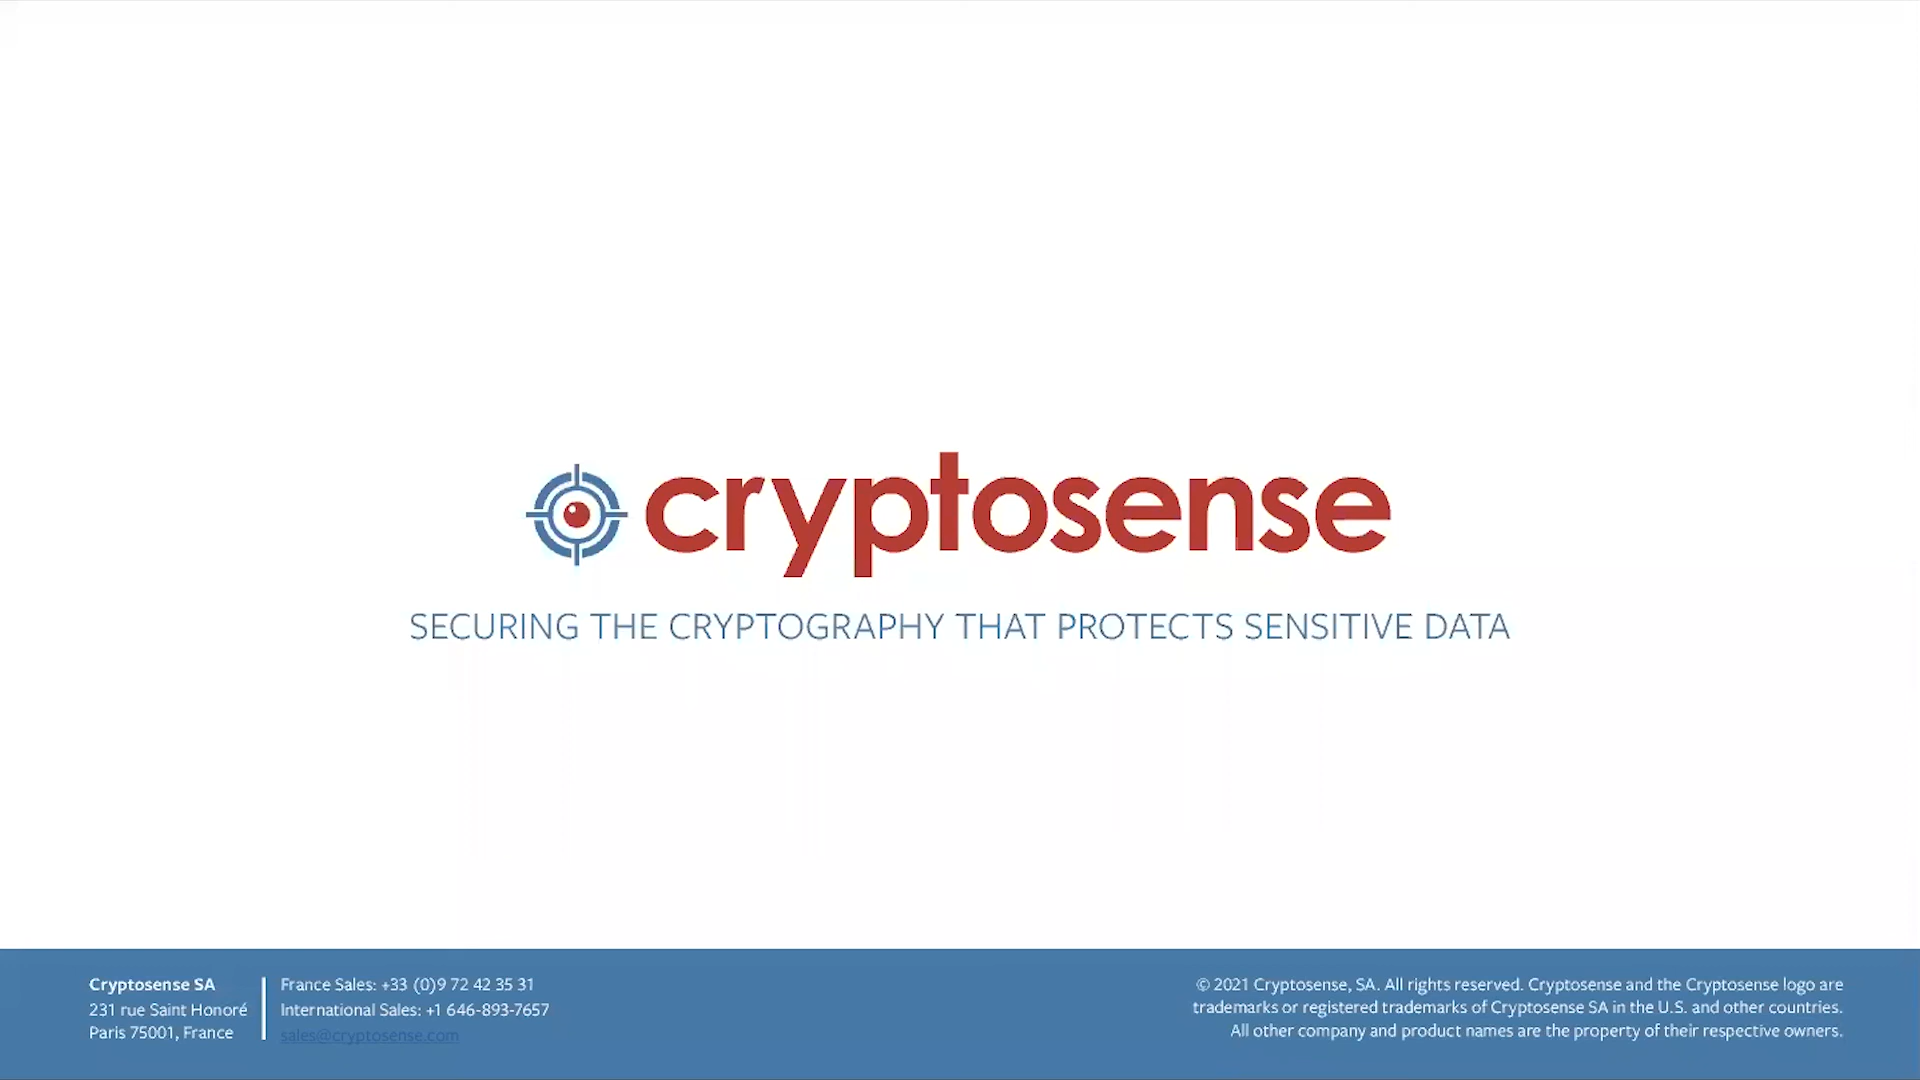 cryptosense
SECURING THE CRYPTOGRAPHY THAT PROTECTS SENSITIVE DATA
Cryptosense SA
231 rue Saint Honoré
Paris 75001, France
France Sales: +33 (0)9 72 42 35 31
International Sales: +1 646-893-7657
sales@cryptosense.com
© 2021 Cryptosense, SA. All rights reserved. Cryptosense and the Cryptosense logo are
trademarks or registered trademarks of Cryptosense SA in the U.S. and other countries.
All other company and product names are the property of their respective owners.